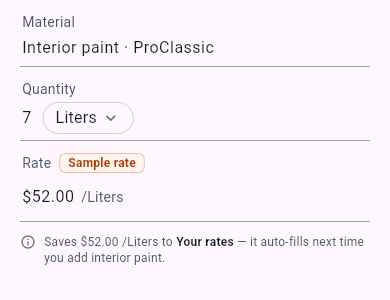 Material
Interior paint · ProClassic
Quantity
7 Liters
Rate Sample rate
$52.00 /Liters
Saves $52.00 /Liters to Your rates — it auto-fills next time
you add interior paint.